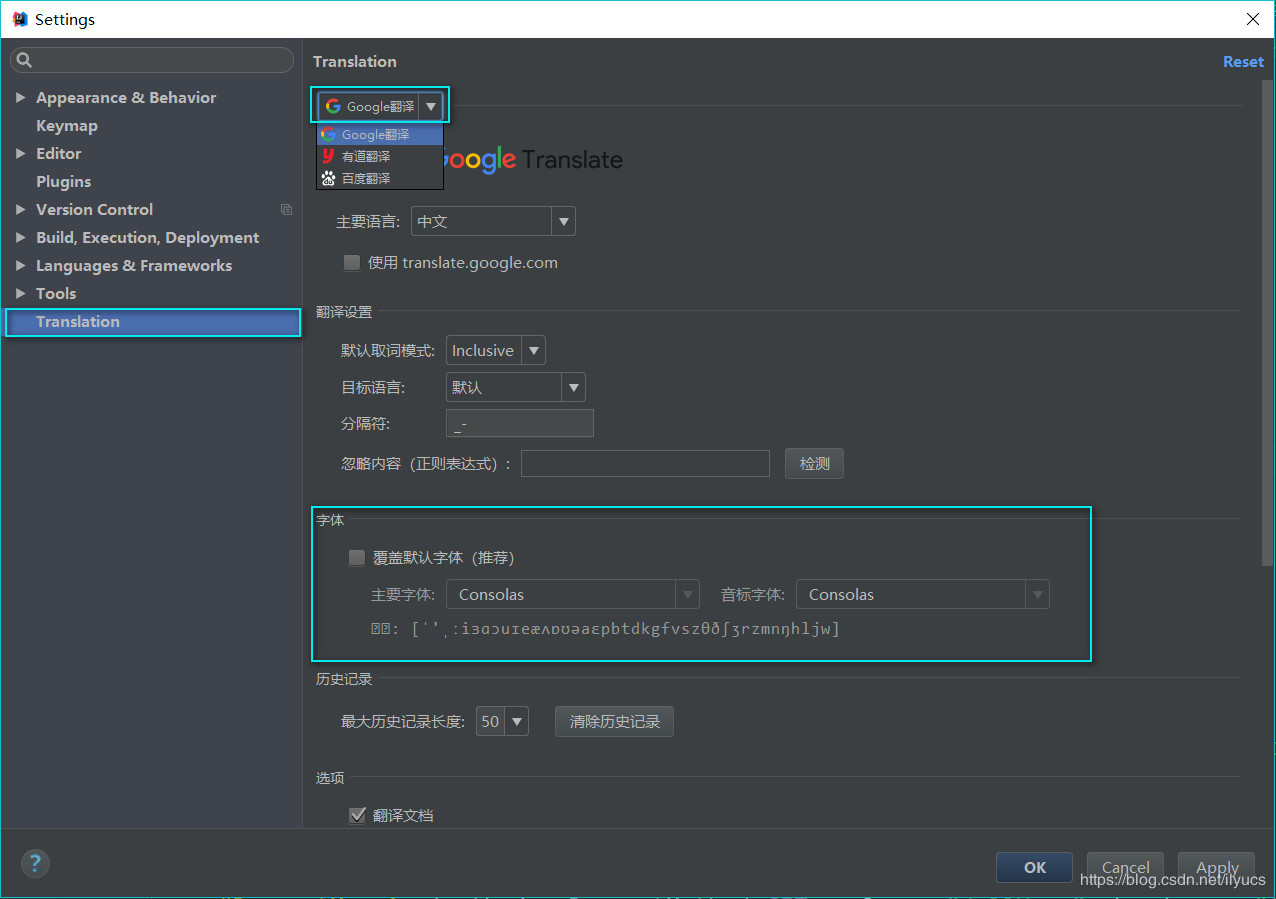 Settings
Translation
Reset
Appearance & Behavior
Keymap
Editor
Plugins
Version Control
Build, Execution, Deployment
Languages & Frameworks
Tools
Translation
Google翻译
Google翻译
有道翻译
百度翻译
oogle Translate
主要语言: 中文
使用 translate.google.com
翻译设置
默认取词模式: Inclusive
目标语言: 默认
分隔符: _-
忽略内容（正则表达式）: 检测
字体
覆盖默认字体（推荐）
主要字体: Consolas 音标字体: Consolas
[ˈ'ˌːiɜɑɔuɪeæʌɒʊəaɛpbtdkgfvszθðʃʒrzmnŋhljw]
历史记录
最大历史记录长度: 50 清除历史记录
选项
翻译文档
?
OK Cancel Apply
https://blog.csdn.net/ilyucs